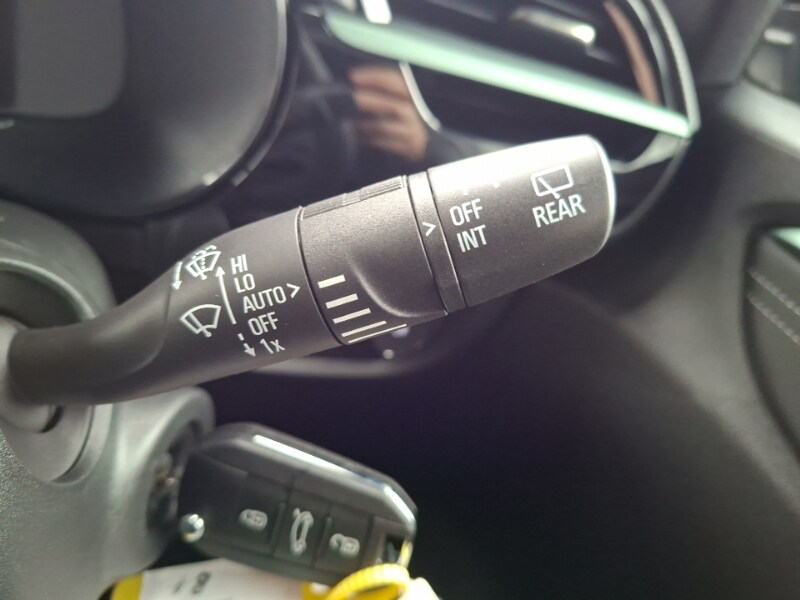 HI
LO
AUTO >
OFF
1x
> OFF
INT
REAR